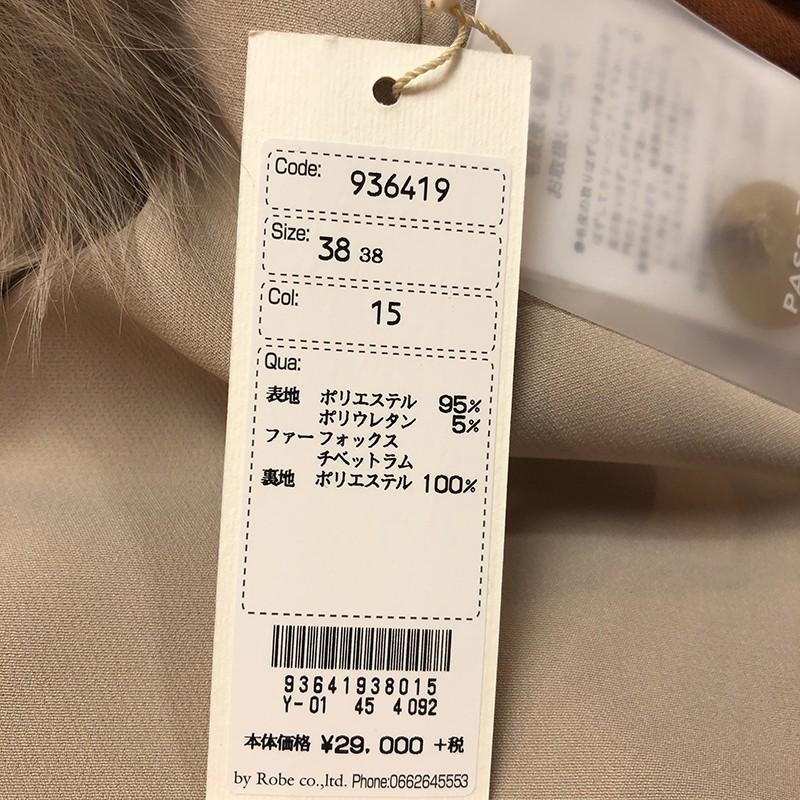 Code: 936419
Size: 38 38
Col: 15
Qua:
表地 ポリエステル 95%
ポリウレタン 5%
ファー フォックス
チベットラム
裏地 ポリエステル 100%
93641938015
Y-01 45 4092
本体価格 ¥29,000 +税
by Robe co.,ltd. Phone:0662645553
お取扱いについて